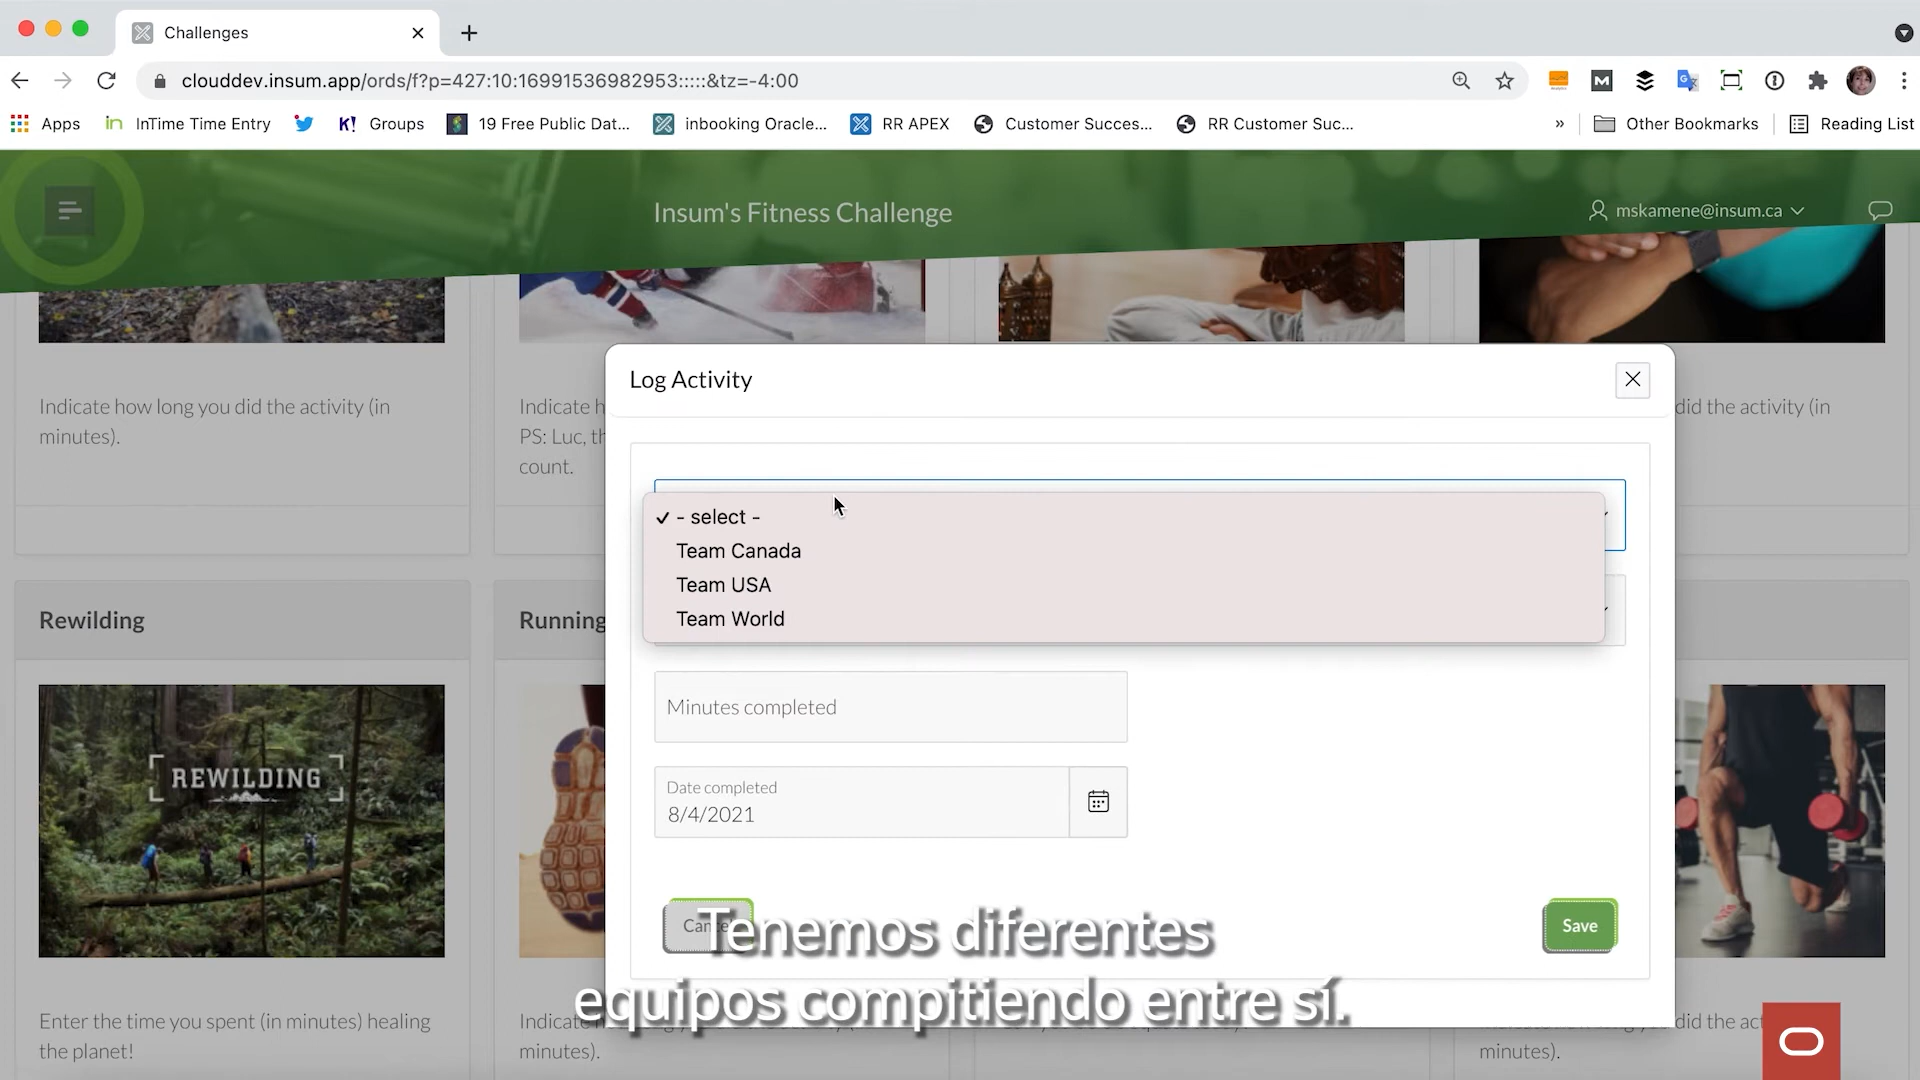 Challenges
clouddev.insum.app/ords/f?p=427:10:16991536982953:::::&tz=-4:00
Apps
InTime Time Entry
K! Groups
19 Free Public Dat...
inbooking Oracle...
RR APEX
Customer Succes...
RR Customer Suc...
»
Other Bookmarks
Reading List
Insum's Fitness Challenge
mskamene@insum.ca
Indicate how long you did the activity (in
minutes).
Indicate
PS: Luc,
count.
did the activity (in
Log Activity
✓ - select -
Team Canada
Team USA
Team World
Minutes completed
Date completed
8/4/2021
Save
Rewilding
Running
REWILDING
Enter the time you spent (in minutes) healing
the planet!
Indicate
minutes).
did the
minutes).
Tenemos diferentes
equipos compitiendo entre sí.